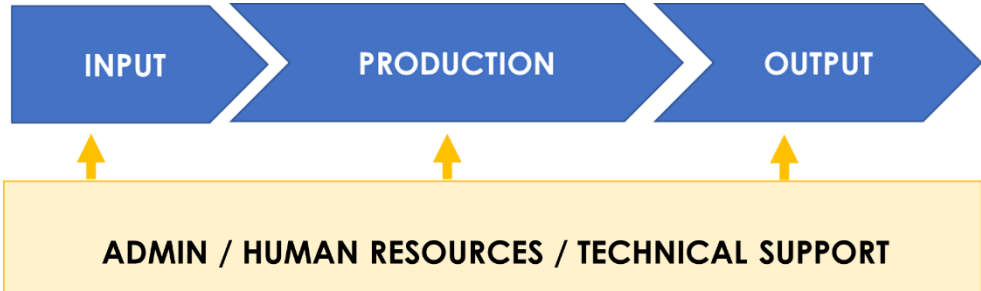 INPUT
PRODUCTION
OUTPUT
ADMIN / HUMAN RESOURCES / TECHNICAL SUPPORT